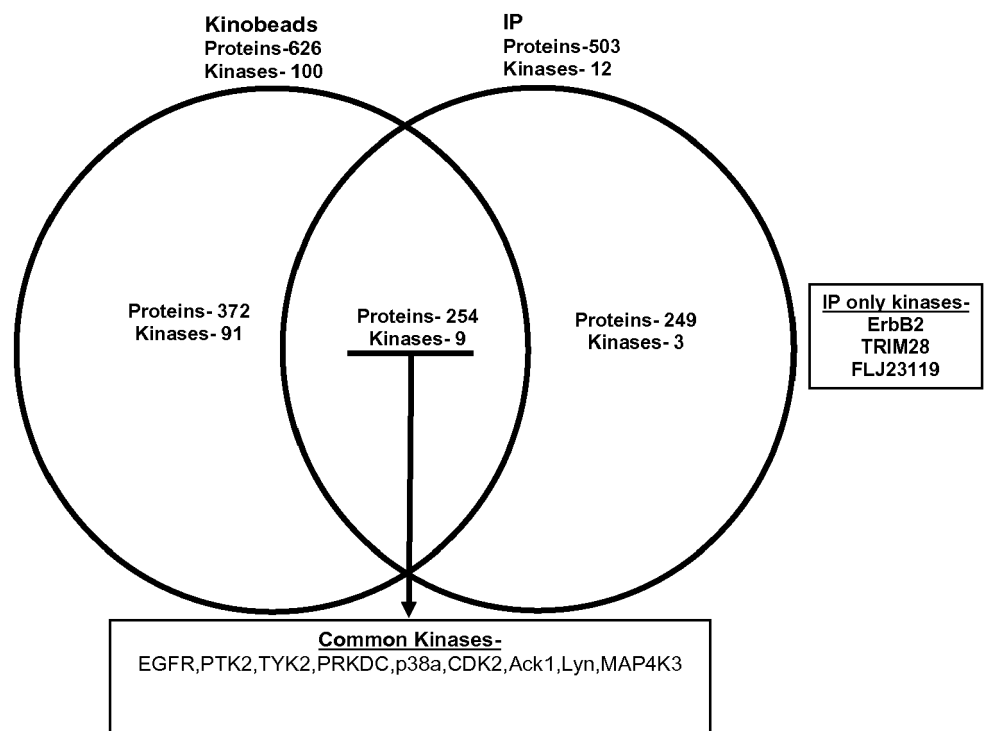 Kinobeads
Proteins-626
Kinases- 100
IP
Proteins-503
Kinases- 12
Proteins- 372
Kinases- 91
Proteins- 254
Kinases- 9
Proteins- 249
Kinases- 3
IP only kinases-
ErbB2
TRIM28
FLJ23119
Common Kinases-
EGFR,PTK2,TYK2,PRKDC,p38a,CDK2,Ack1,Lyn,MAP4K3